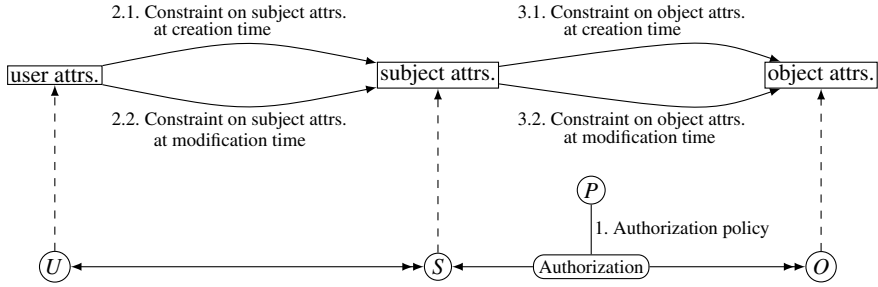 2.1. Constraint on subject attrs.
at creation time
3.1. Constraint on object attrs.
at creation time
user attrs.
subject attrs.
object attrs.
2.2. Constraint on subject attrs.
at modification time
3.2. Constraint on object attrs.
at modification time
P
1. Authorization policy
U
S
Authorization
O